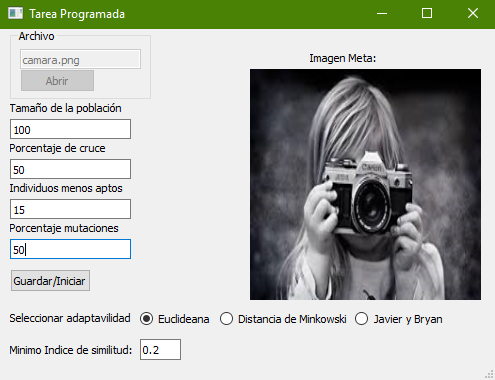 Tarea Programada
Archivo
camara.png
Abrir
Imagen Meta:
Tamaño de la población
100
Porcentaje de cruce
50
Individuos menos aptos
15
Porcentaje mutaciones
50
Guardar/Iniciar
Seleccionar adaptavilidad Euclideana Distancia de Minkowski Javier y Bryan
Minimo Indice de similitud: 0.2